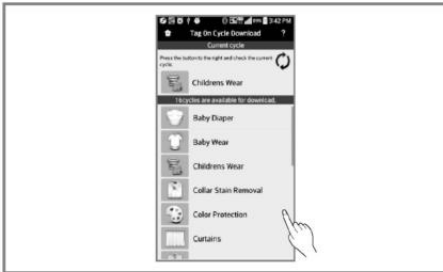 3:42 PM
Tag On Cycle Download ?
Current cycle
Press the button to the right and check the current
cycle.
Childrens Wear
16 cycles are available for download.
Baby Diaper
Baby Wear
Childrens Wear
Collar Stain Removal
Color Protection
Curtains